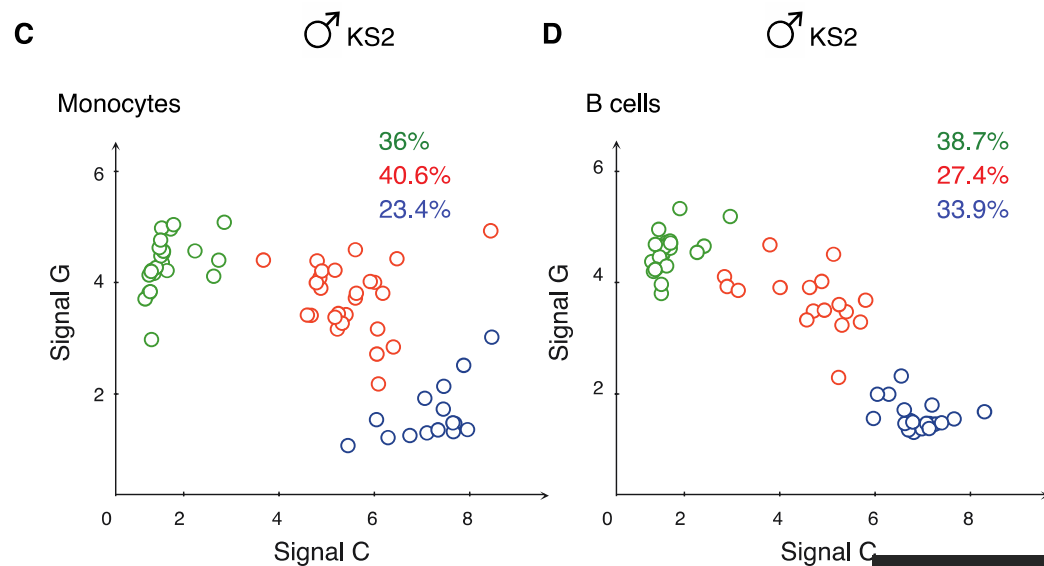 C
♂ KS2
Monocytes
36%
40.6%
23.4%
6
4
2
Signal G
0 2 4 6 8
Signal C
D
♂ KS2
B cells
38.7%
27.4%
33.9%
6
4
2
Signal G
0 2 4 6 8
Signal C